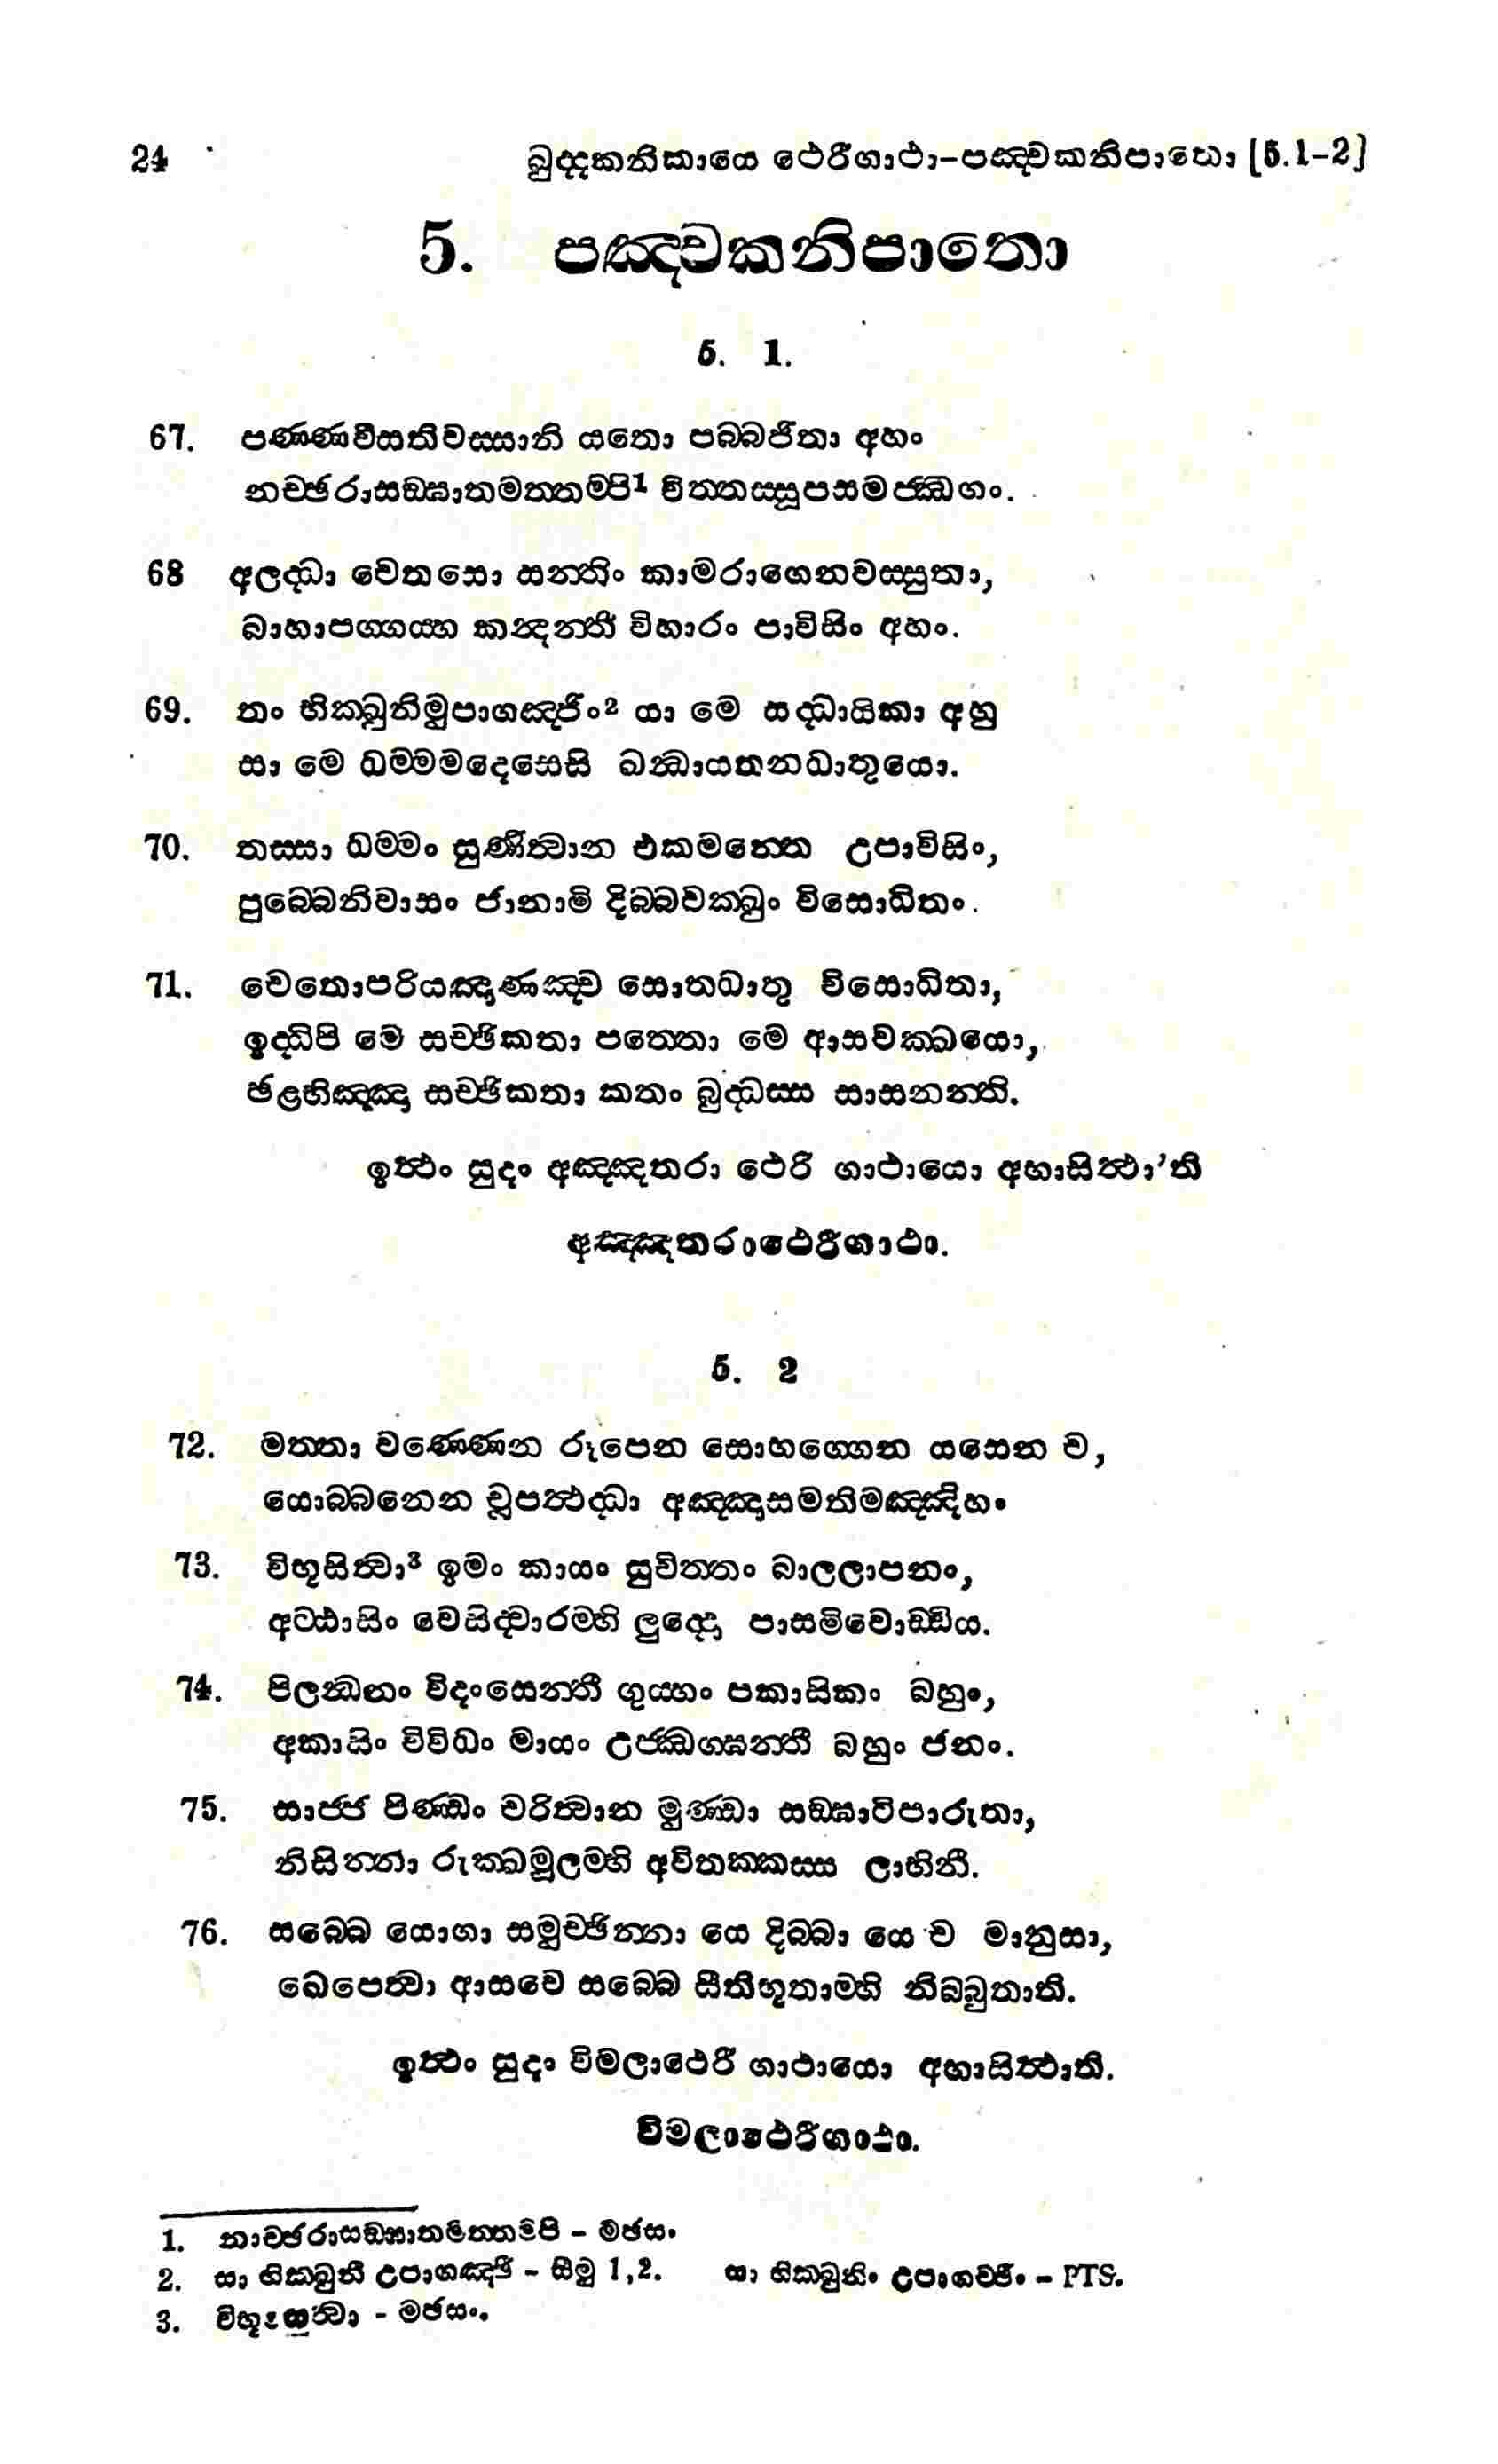 24 ඛුද්දකනිකායෙ ථෙරීගාථා-පඤ්චකනිපාතො [5.1-2]
5. පඤ්චකනිපාතො
5. 1.
67. පණ්ණවීසතිවස්සානි යතො පබ්බජිතා අහං
නච්ඡරාසඞ්ඝාතමත්තම්පි1 චිත්තස්සූපසමජ්ඣගං.
68 අලද්ධා චෙතසො සන්තිං කාමරාගෙනවස්සුතා,
බාහාපග්ගය්හ කන්දන්තී විහාරං පාවිසිං අහං.
69. තං භික්ඛුනිමුපාගඤ්ඡිං2 යා මෙ සද්ධායිකා අහු
සා මෙ ධම්මමදෙසෙසි ඛන්ධායතනධාතුයො.
70. තස්සා ධම්මං සුණිත්වාන එකමන්තෙ උපාවිසිං,
පුබ්බෙනිවාසං ජානාමි දිබ්බචක්ඛුං විසොධිතං.
71. චෙතොපරියඤාණඤ්ච සොතධාතු විසොධිතා,
ඉද්ධිපි මෙ සච්ඡිකතා පත්තො මෙ ආසවක්ඛයො,
ඡළභිඤ්ඤා සච්ඡිකතා කතං බුද්ධස්ස සාසනන්ති.
ඉත්ථං සුදං අඤ්ඤතරා ථෙරී ගාථායො අභාසිත්ථා’ති
අඤ්ඤතරාථෙරීගාථා.
5. 2
72. මත්තා වණ්ණෙන රූපෙන සොභග්ගෙන යසෙන ච,
යොබ්බනෙන චූපත්ථද්ධා අඤ්ඤාසමතිමඤ්ඤිහං
73. විභූසිත්වා3 ඉමං කායං සුචිත්තං බාලලාපනං,
අට්ඨාසිං වෙසිද්වාරම්හි ලුද්දො පාසමිවොඩ්ඩිය.
74. පිලන්ධනං විදංසෙන්තී ගුය්හං පකාසිකං බහුං,
අකාසිං විවිධං මායං උජ්ඣග්ඝන්තී බහුං ජනං.
75. සාජ්ජ පිණ්ඩං චරිත්වාන මුණ්ඩා සඞ්ඝාටිපාරුතා,
නිසින්නා රුක්ඛමූලම්හි අවිතක්කස්ස ලාභිනී.
76. සබ්බෙ යොගා සමුච්ඡින්නා යෙ දිබ්බා යෙ ච මානුසා,
ඛෙපෙත්වා ආසවෙ සබ්බෙ සීතිභූතාම්හි නිබ්බුතාති.
ඉත්ථං සුදං විමලාථෙරී ගාථායො අභාසිත්ථාති.
විමලාථෙරීගාථා.
1. නාච්ඡරාසඞ්ඝාතමත්තම්පි - මඡසං
2. සා භික්ඛුනී උපාගඤ්ඡි - සීමු 1,2. සා භික්ඛුනිං උපාගච්ඡිං - PTS.
3. විභූසෙත්වා - මඡසං.